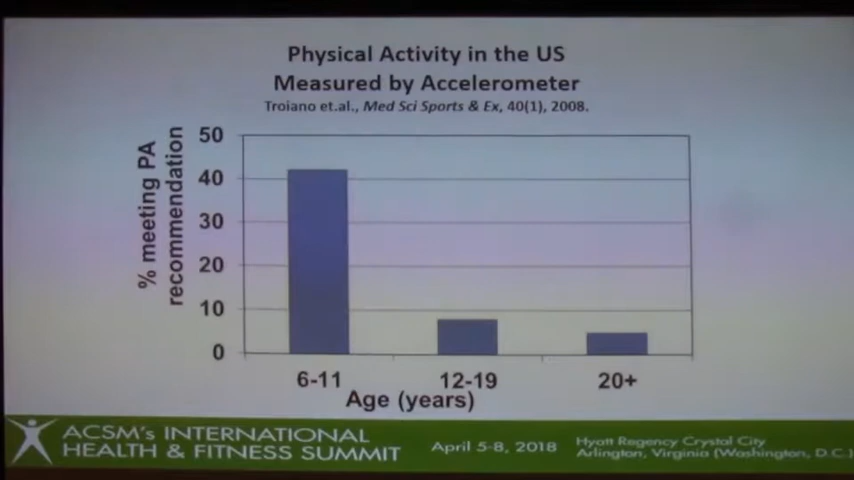 Physical Activity in the US
Measured by Accelerometer
Troiano et.al., Med Sci Sports & Ex, 40(1), 2008.
% meeting PA
recommendation
50
40
30
20
10
0
6-11 12-19 20+
Age (years)
ACSM's INTERNATIONAL
HEALTH & FITNESS SUMMIT
April 5-8, 2018
Hyatt Regency Crystal City
Arlington, Virginia (Washington, D.C.)